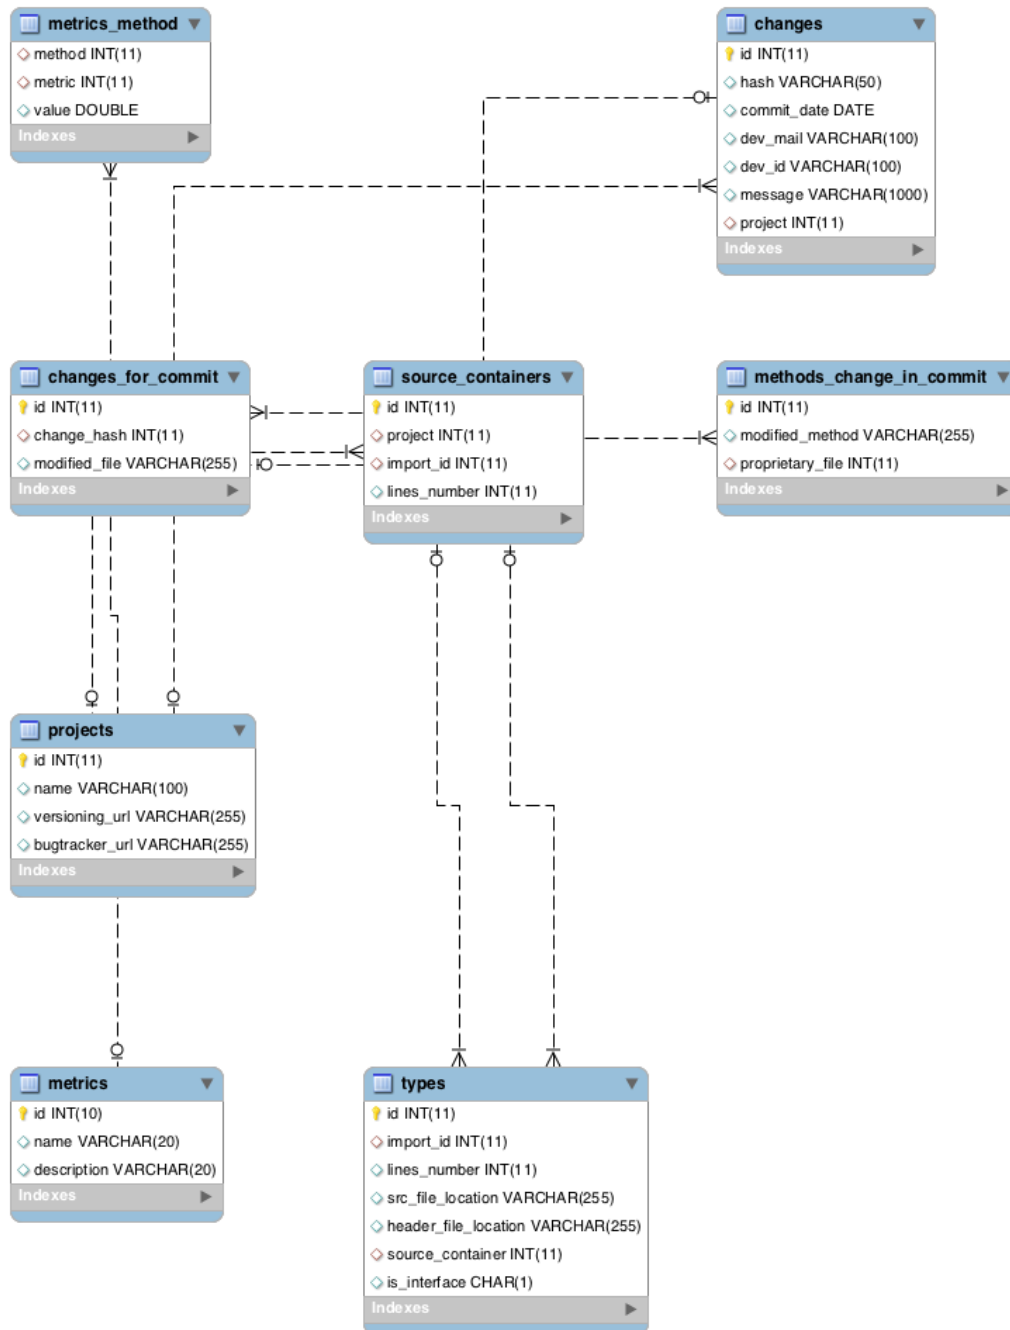 metrics_method
method INT(11)
metric INT(11)
value DOUBLE
Indexes
changes
id INT(11)
hash VARCHAR(50)
commit_date DATE
dev_mail VARCHAR(100)
dev_id VARCHAR(100)
message VARCHAR(1000)
project INT(11)
Indexes
changes_for_commit
id INT(11)
change_hash INT(11)
modified_file VARCHAR(255)
Indexes
source_containers
id INT(11)
project INT(11)
import_id INT(11)
lines_number INT(11)
Indexes
methods_change_in_commit
id INT(11)
modified_method VARCHAR(255)
proprietary_file INT(11)
Indexes
projects
id INT(11)
name VARCHAR(100)
versioning_url VARCHAR(255)
bugtracker_url VARCHAR(255)
Indexes
metrics
id INT(10)
name VARCHAR(20)
description VARCHAR(20)
Indexes
types
id INT(11)
import_id INT(11)
lines_number INT(11)
src_file_location VARCHAR(255)
header_file_location VARCHAR(255)
source_container INT(11)
is_interface CHAR(1)
Indexes